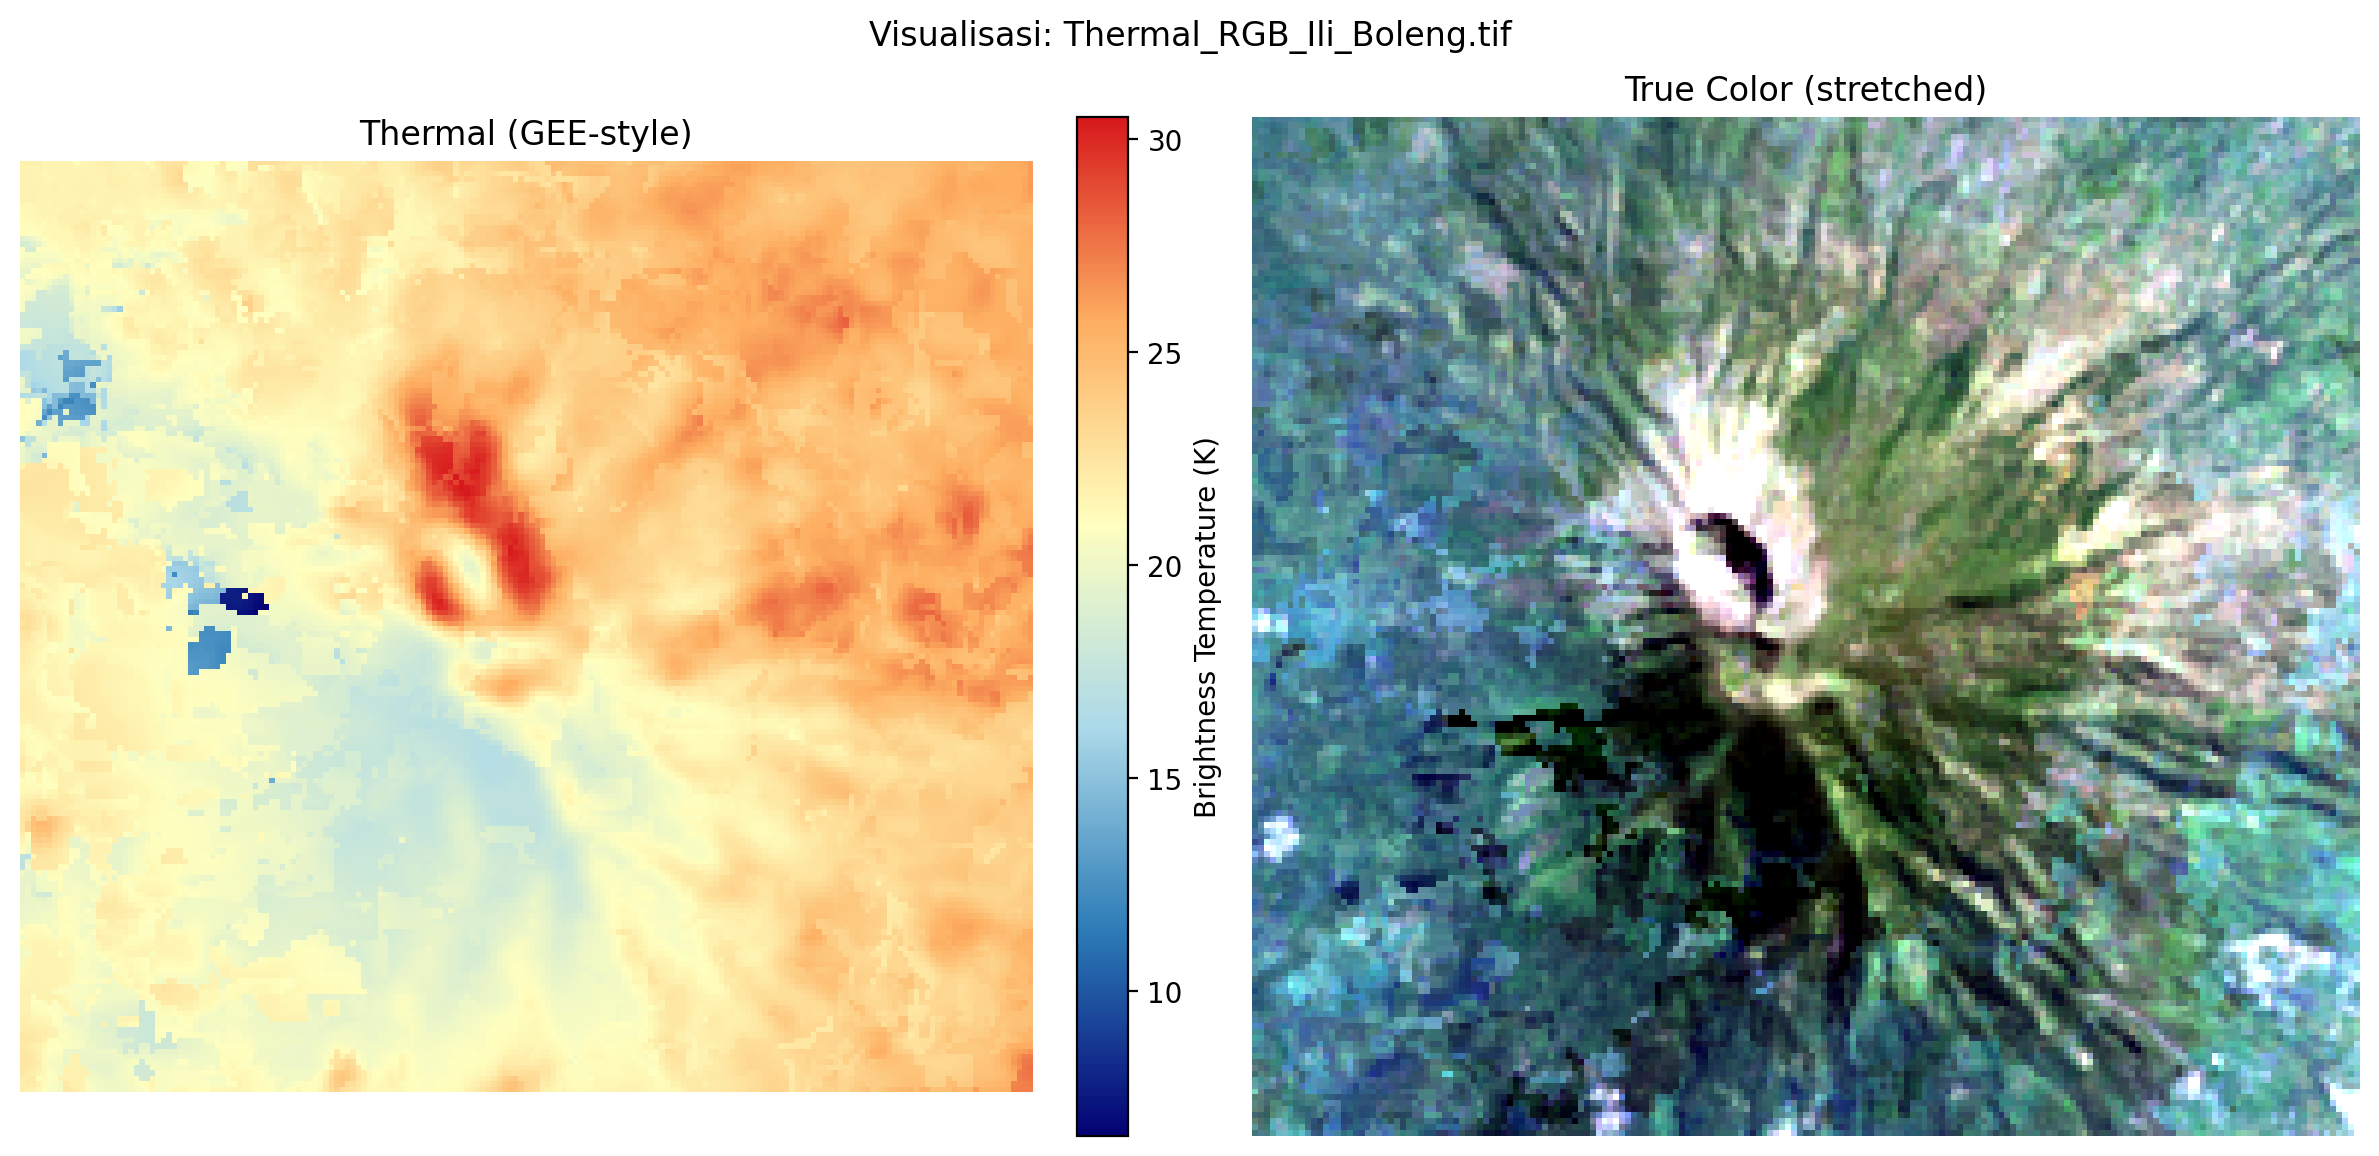 Visualisasi: Thermal_RGB_Ili_Boleng.tif
Thermal (GEE-style)
True Color (stretched)
30
25
20
15
10
Brightness Temperature (K)